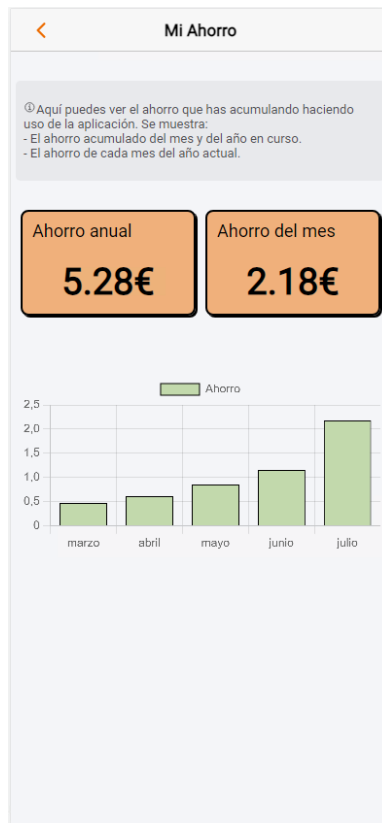 Mi Ahorro
ⓘAquí puedes ver el ahorro que has acumulando haciendo
uso de la aplicación. Se muestra:
- El ahorro acumulado del mes y del año en curso.
- El ahorro de cada mes del año actual.
Ahorro anual
5.28€
Ahorro del mes
2.18€
Ahorro
2,5
2,0
1,5
1,0
0,5
0
marzo abril mayo junio julio